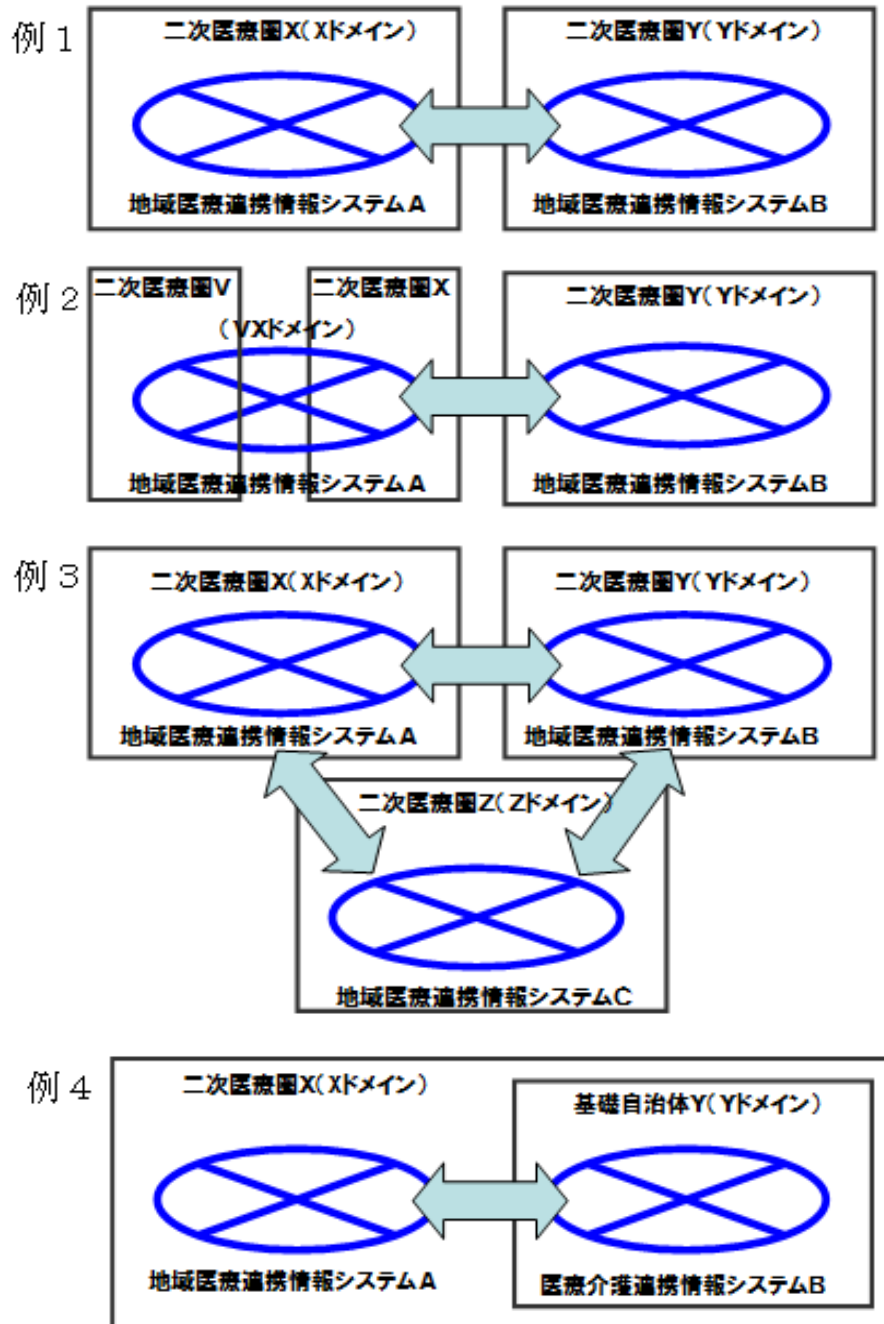 例１
二次医療圏X(Xドメイン)
二次医療圏Y(Yドメイン)
地域医療連携情報システムA
地域医療連携情報システムB
例２
二次医療圏V
二次医療圏X
(VXドメイン)
二次医療圏Y(Yドメイン)
地域医療連携情報システムA
地域医療連携情報システムB
例３
二次医療圏X(Xドメイン)
二次医療圏Y(Yドメイン)
地域医療連携情報システムA
地域医療連携情報システムB
二次医療圏Z(Zドメイン)
地域医療連携情報システムC
例４
二次医療圏X(Xドメイン)
基礎自治体Y(Yドメイン)
地域医療連携情報システムA
医療介護連携情報システムB